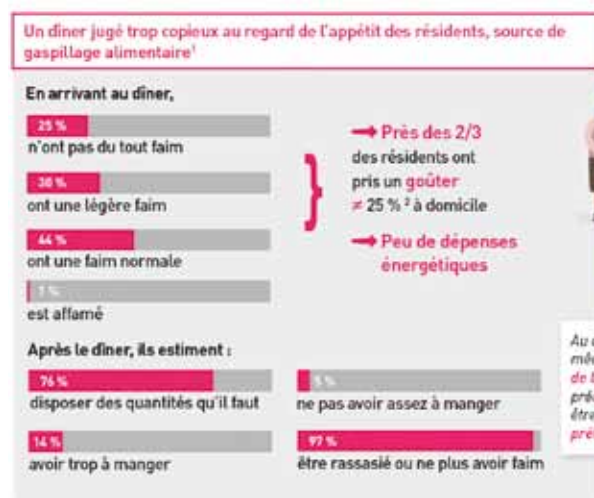 Un dîner jugé trop copieux au regard de l'appétit des résidents, source de
gaspillage alimentaire¹
En arrivant au dîner,
25 %
n'ont pas du tout faim
30 %
ont une légère faim
44 %
ont une faim normale
1 %
est affamé
} → Près des 2/3
des résidents ont
pris un goûter
≠ 25 % ² à domicile
→ Peu de dépenses
énergétiques
Après le dîner, ils estiment :
76 %
disposer des quantités qu'il faut
5 %
ne pas avoir assez à manger
14 %
avoir trop à manger
97 %
être rassasié ou ne plus avoir faim
Au
de